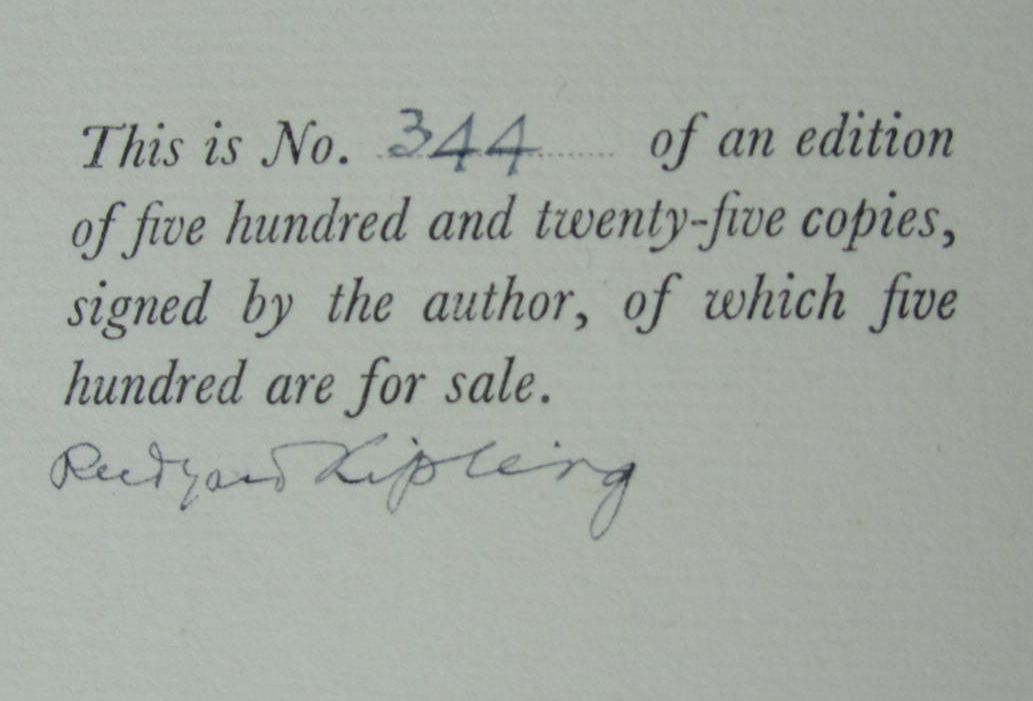 This is No. 344 of an edition
of five hundred and twenty-five copies,
signed by the author, of which five
hundred are for sale.
Rudyard Kipling